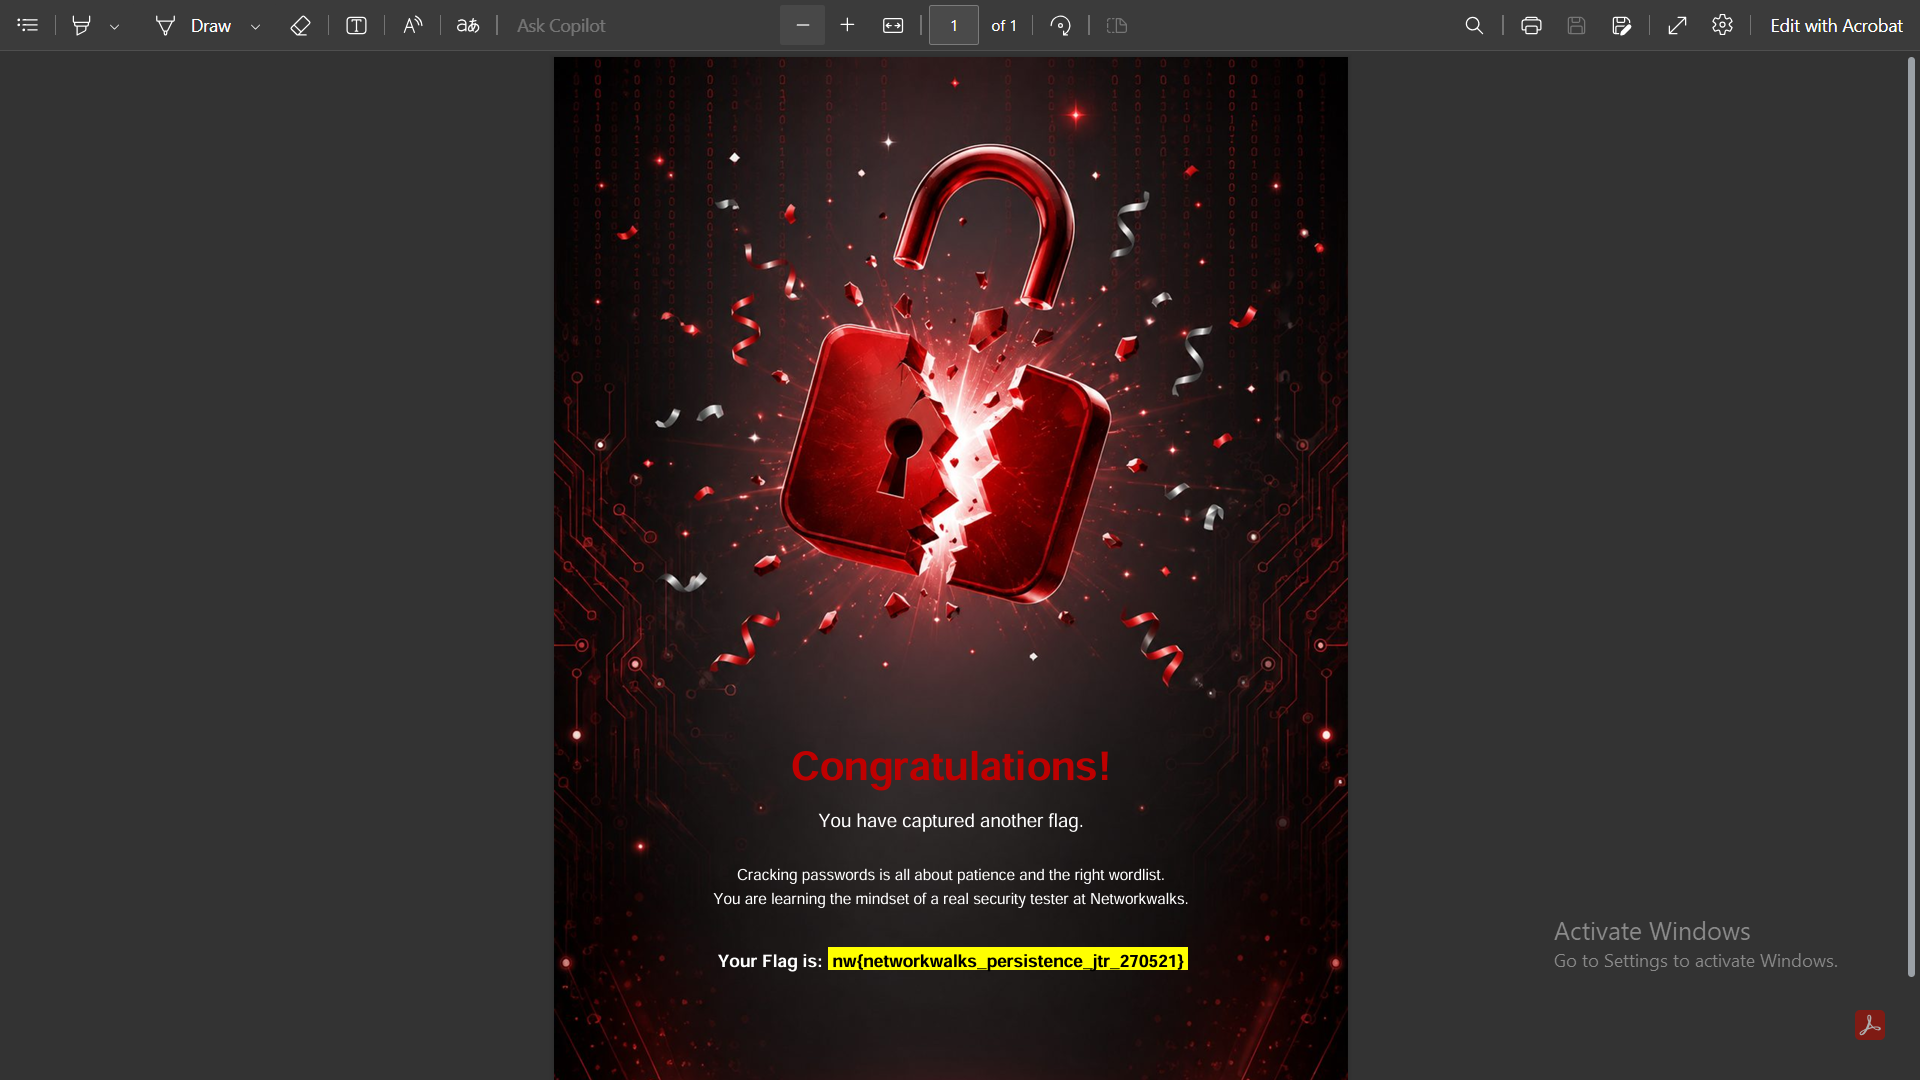 Draw
Ask Copilot
1 of 1
Edit with Acrobat
Congratulations!
You have captured another flag.
Cracking passwords is all about patience and the right wordlist.
You are learning the mindset of a real security tester at Networkwalks.
Your Flag is: nw{networkwalks_persistence_jtr_270521}
Activate Windows
Go to Settings to activate Windows.